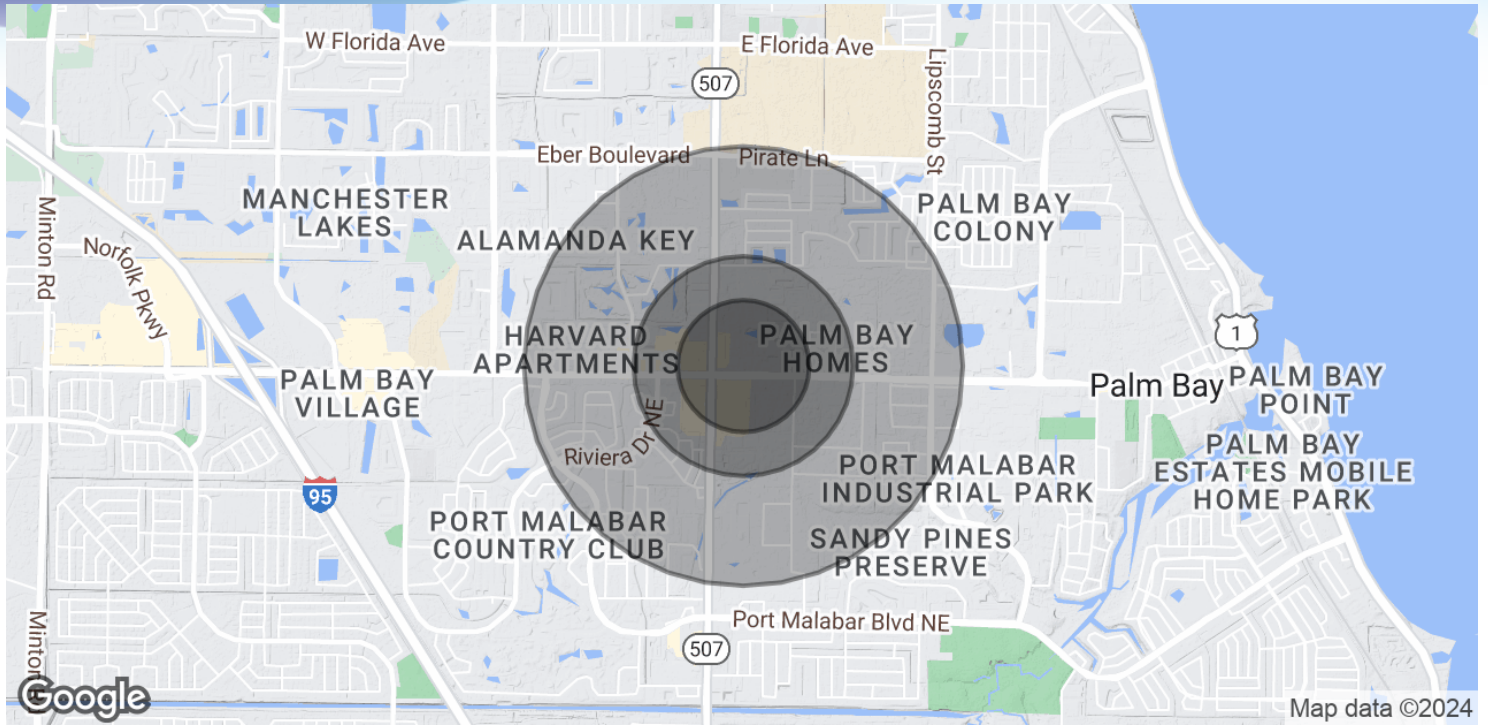 W Florida Ave
E Florida Ave
507
Lipscomb St
Eber Boulevard
Pirate Ln
MANCHESTER
LAKES
PALM BAY
COLONY
Minton Rd
Norfolk Pkwy
ALAMANDA KEY
HARVARD
APARTMENTS
PALM BAY
HOMES
1
PALM BAY
VILLAGE
Palm Bay
PALM BAY
POINT
Riviera Dr NE
PALM BAY
ESTATES MOBILE
HOME PARK
PORT MALABAR
INDUSTRIAL PARK
95
PORT MALABAR
COUNTRY CLUB
SANDY PINES
PRESERVE
Port Malabar Blvd NE
507
Minton
Google
Map data ©2024